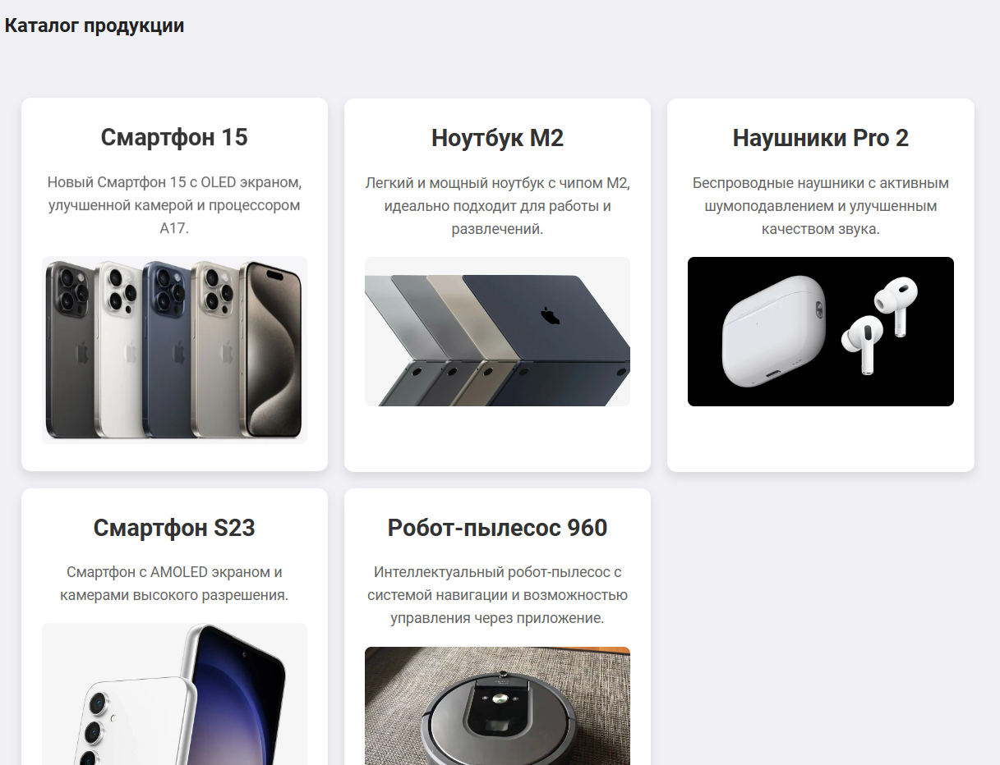 Каталог продукции
Смартфон 15
Новый Смартфон 15 с OLED экраном,
улучшенной камерой и процессором
A17.
Ноутбук M2
Легкий и мощный ноутбук с чипом M2,
идеально подходит для работы и
развлечений.
Наушники Pro 2
Беспроводные наушники с активным
шумоподавлением и улучшенным
качеством звука.
Смартфон S23
Смартфон с AMOLED экраном и
камерами высокого разрешения.
Робот-пылесос 960
Интеллектуальный робот-пылесос с
системой навигации и возможностью
управления через приложение.